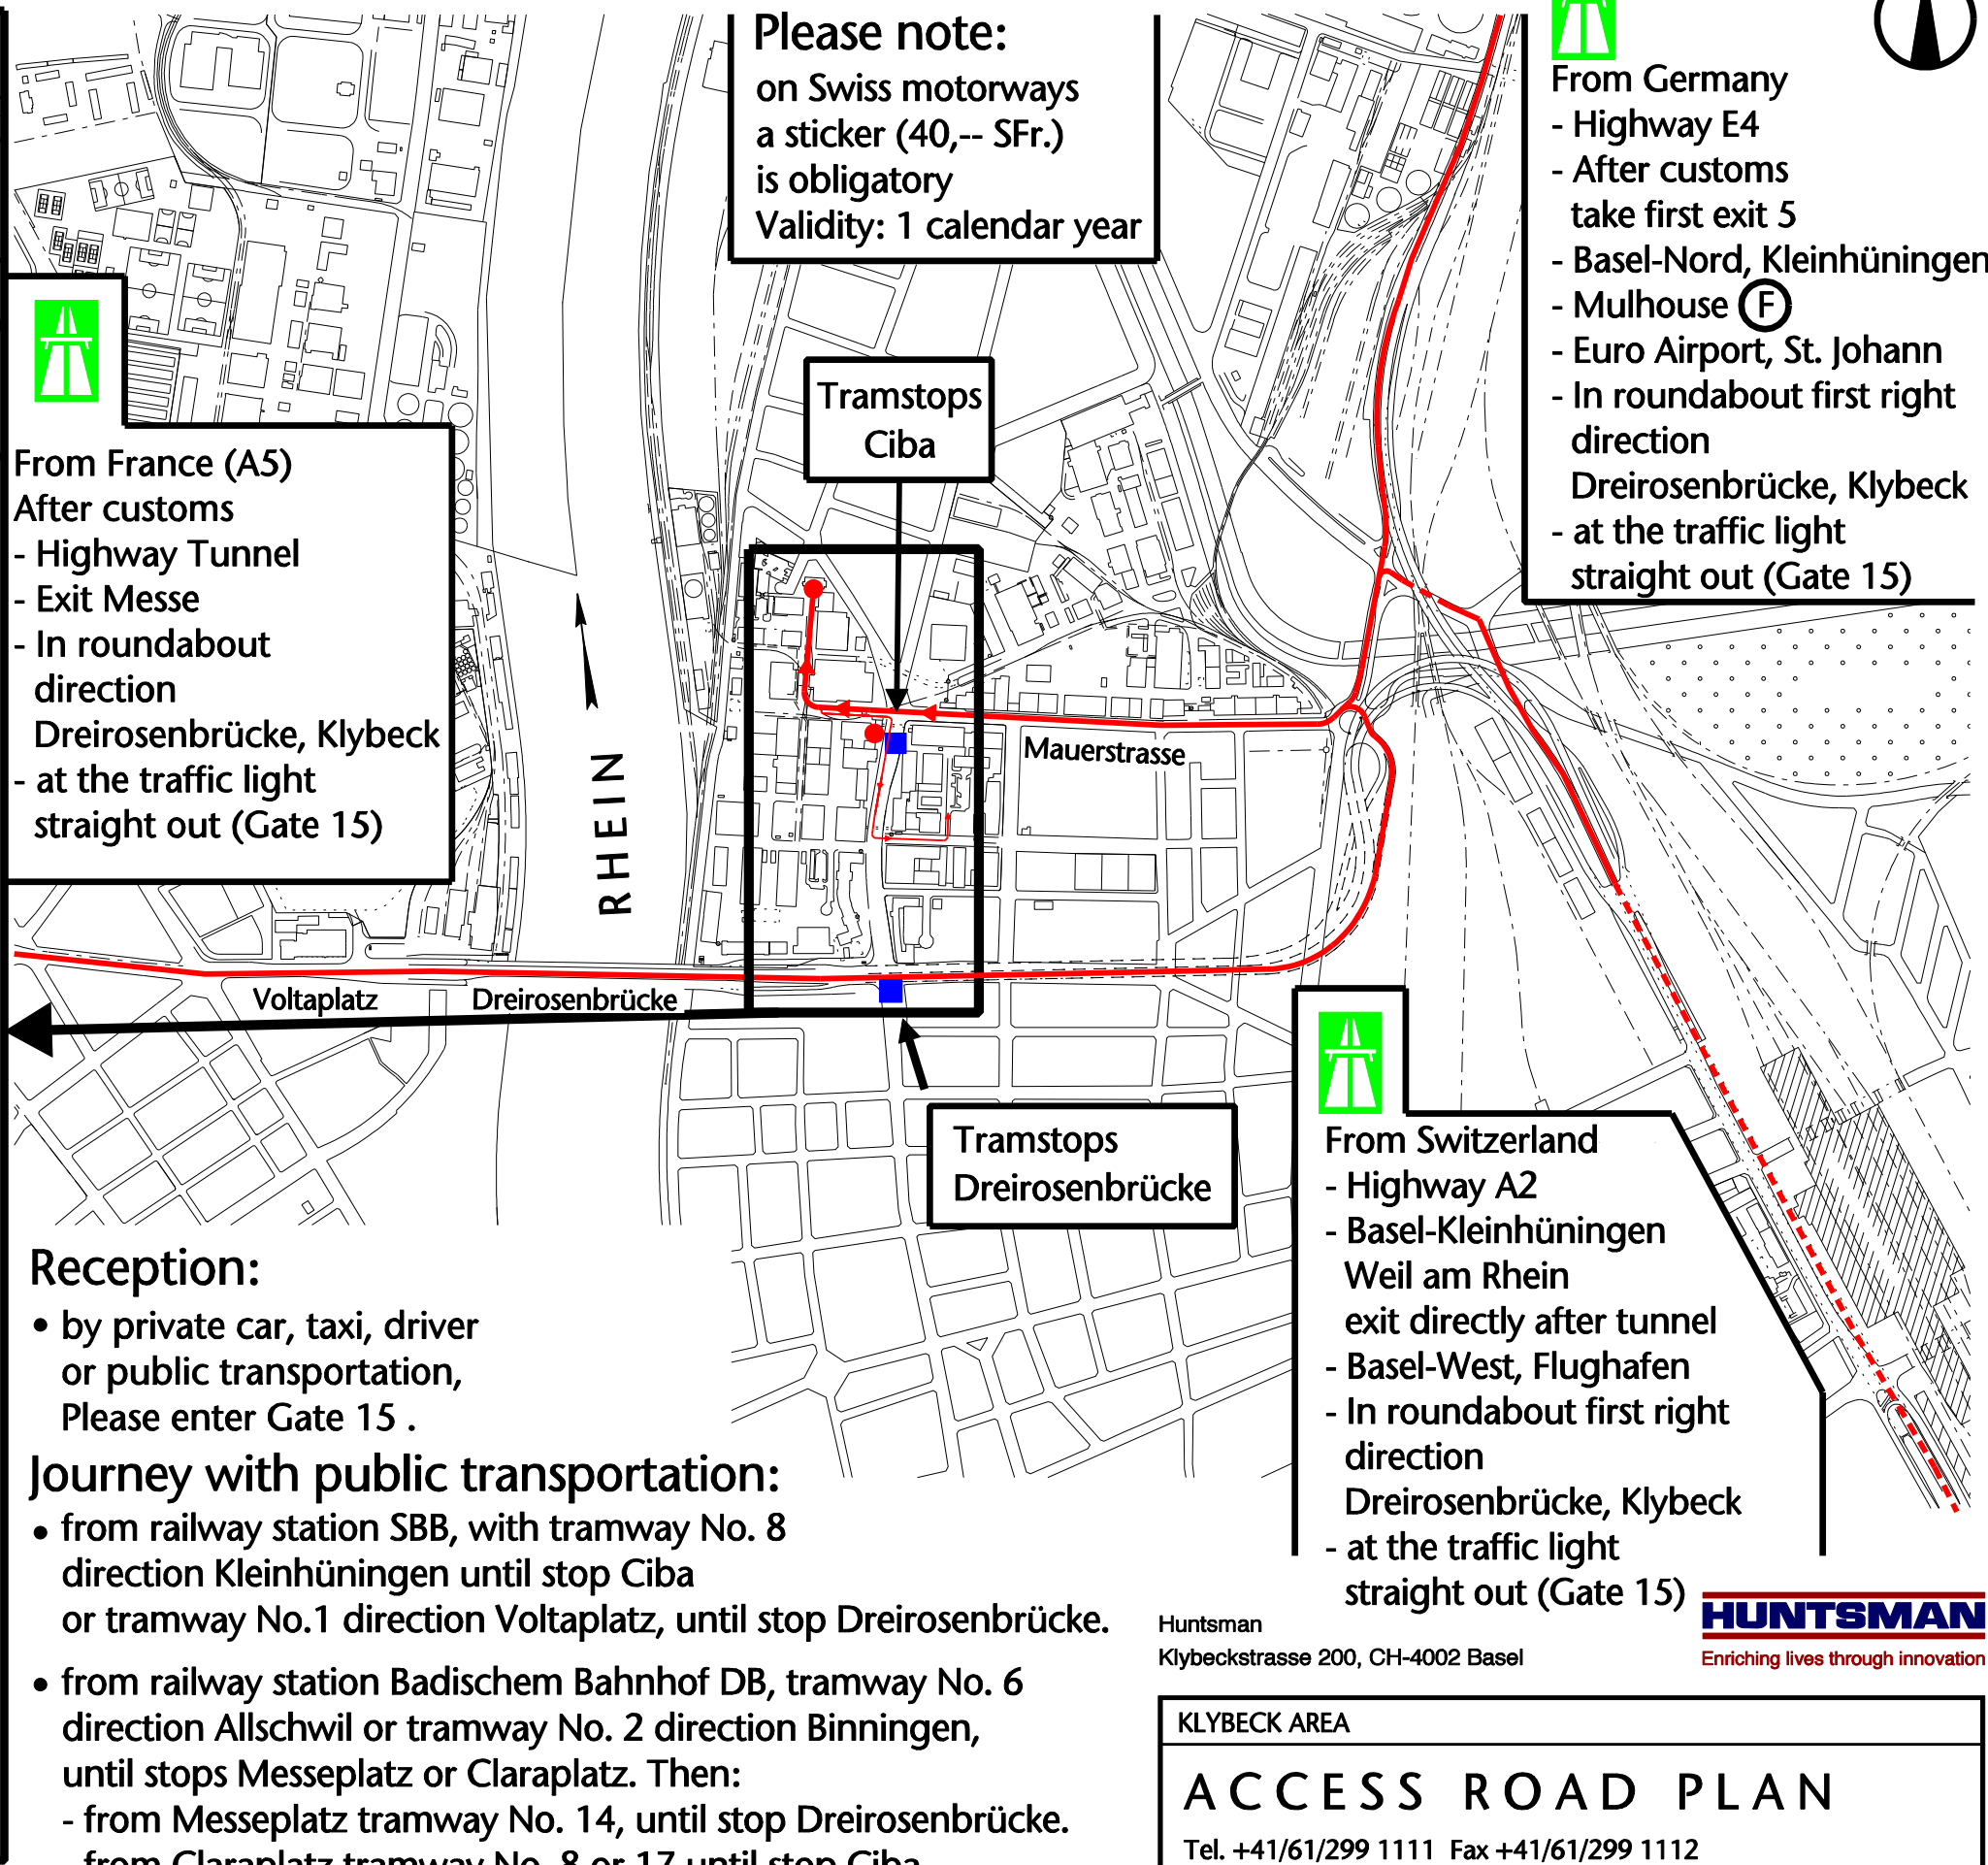 Please note:
on Swiss motorways
a sticker (40,-- SFr.)
is obligatory
Validity: 1 calendar year
From Germany
- Highway E4
- After customs
take first exit 5
- Basel-Nord, Kleinhüningen
- Mulhouse F
- Euro Airport, St. Johann
- In roundabout first right
direction
Dreirosenbrücke, Klybeck
- at the traffic light
straight out (Gate 15)
From France (A5)
After customs
- Highway Tunnel
- Exit Messe
- In roundabout
direction
Dreirosenbrücke, Klybeck
- at the traffic light
straight out (Gate 15)
Tramstops
Ciba
RHEIN
Mauerstrasse
Voltaplatz
Dreirosenbrücke
Tramstops
Dreirosenbrücke
From Switzerland
- Highway A2
- Basel-Kleinhüningen
Weil am Rhein
exit directly after tunnel
- Basel-West, Flughafen
- In roundabout first right
direction
Dreirosenbrücke, Klybeck
- at the traffic light
straight out (Gate 15)
Reception:
• by private car, taxi, driver
or public transportation,
Please enter Gate 15 .
Journey with public transportation:
• from railway station SBB, with tramway No. 8
direction Kleinhüningen until stop Ciba
or tramway No.1 direction Voltaplatz, until stop Dreirosenbrücke.
• from railway station Badischem Bahnhof DB, tramway No. 6
direction Allschwil or tramway No. 2 direction Binningen,
until stops Messeplatz or Claraplatz. Then:
- from Messeplatz tramway No. 14, until stop Dreirosenbrücke.
from Claraplatz tramway No. 8 or 17 until stop Ciba
Huntsman
Klybeckstrasse 200, CH-4002 Basel
HUNTSMAN
Enriching lives through innovation
KLYBECK AREA
ACCESS ROAD PLAN
Tel. +41/61/299 1111 Fax +41/61/299 1112